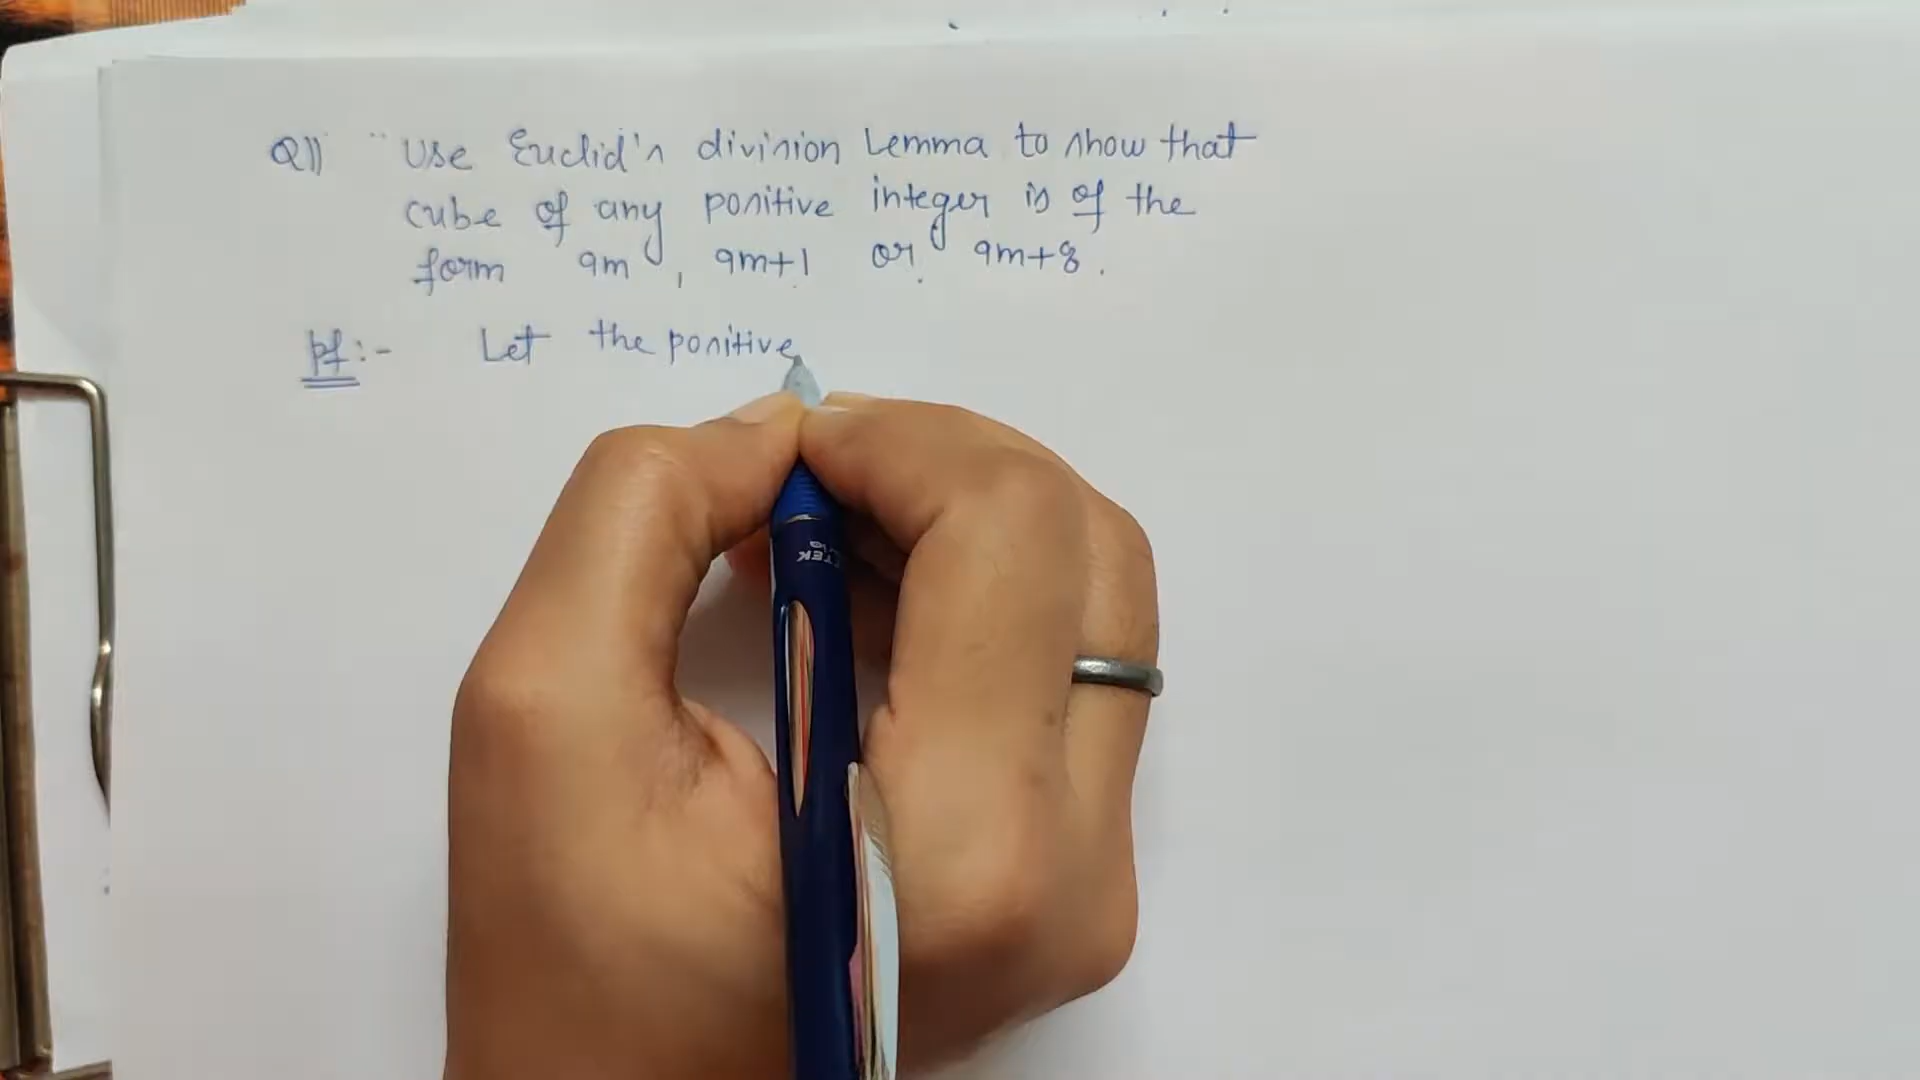 Q1) "Use Euclid's division Lemma to show that
cube of any positive integer is of the
form 9m, 9m+1 or 9m+8.
Pf:- Let the positive